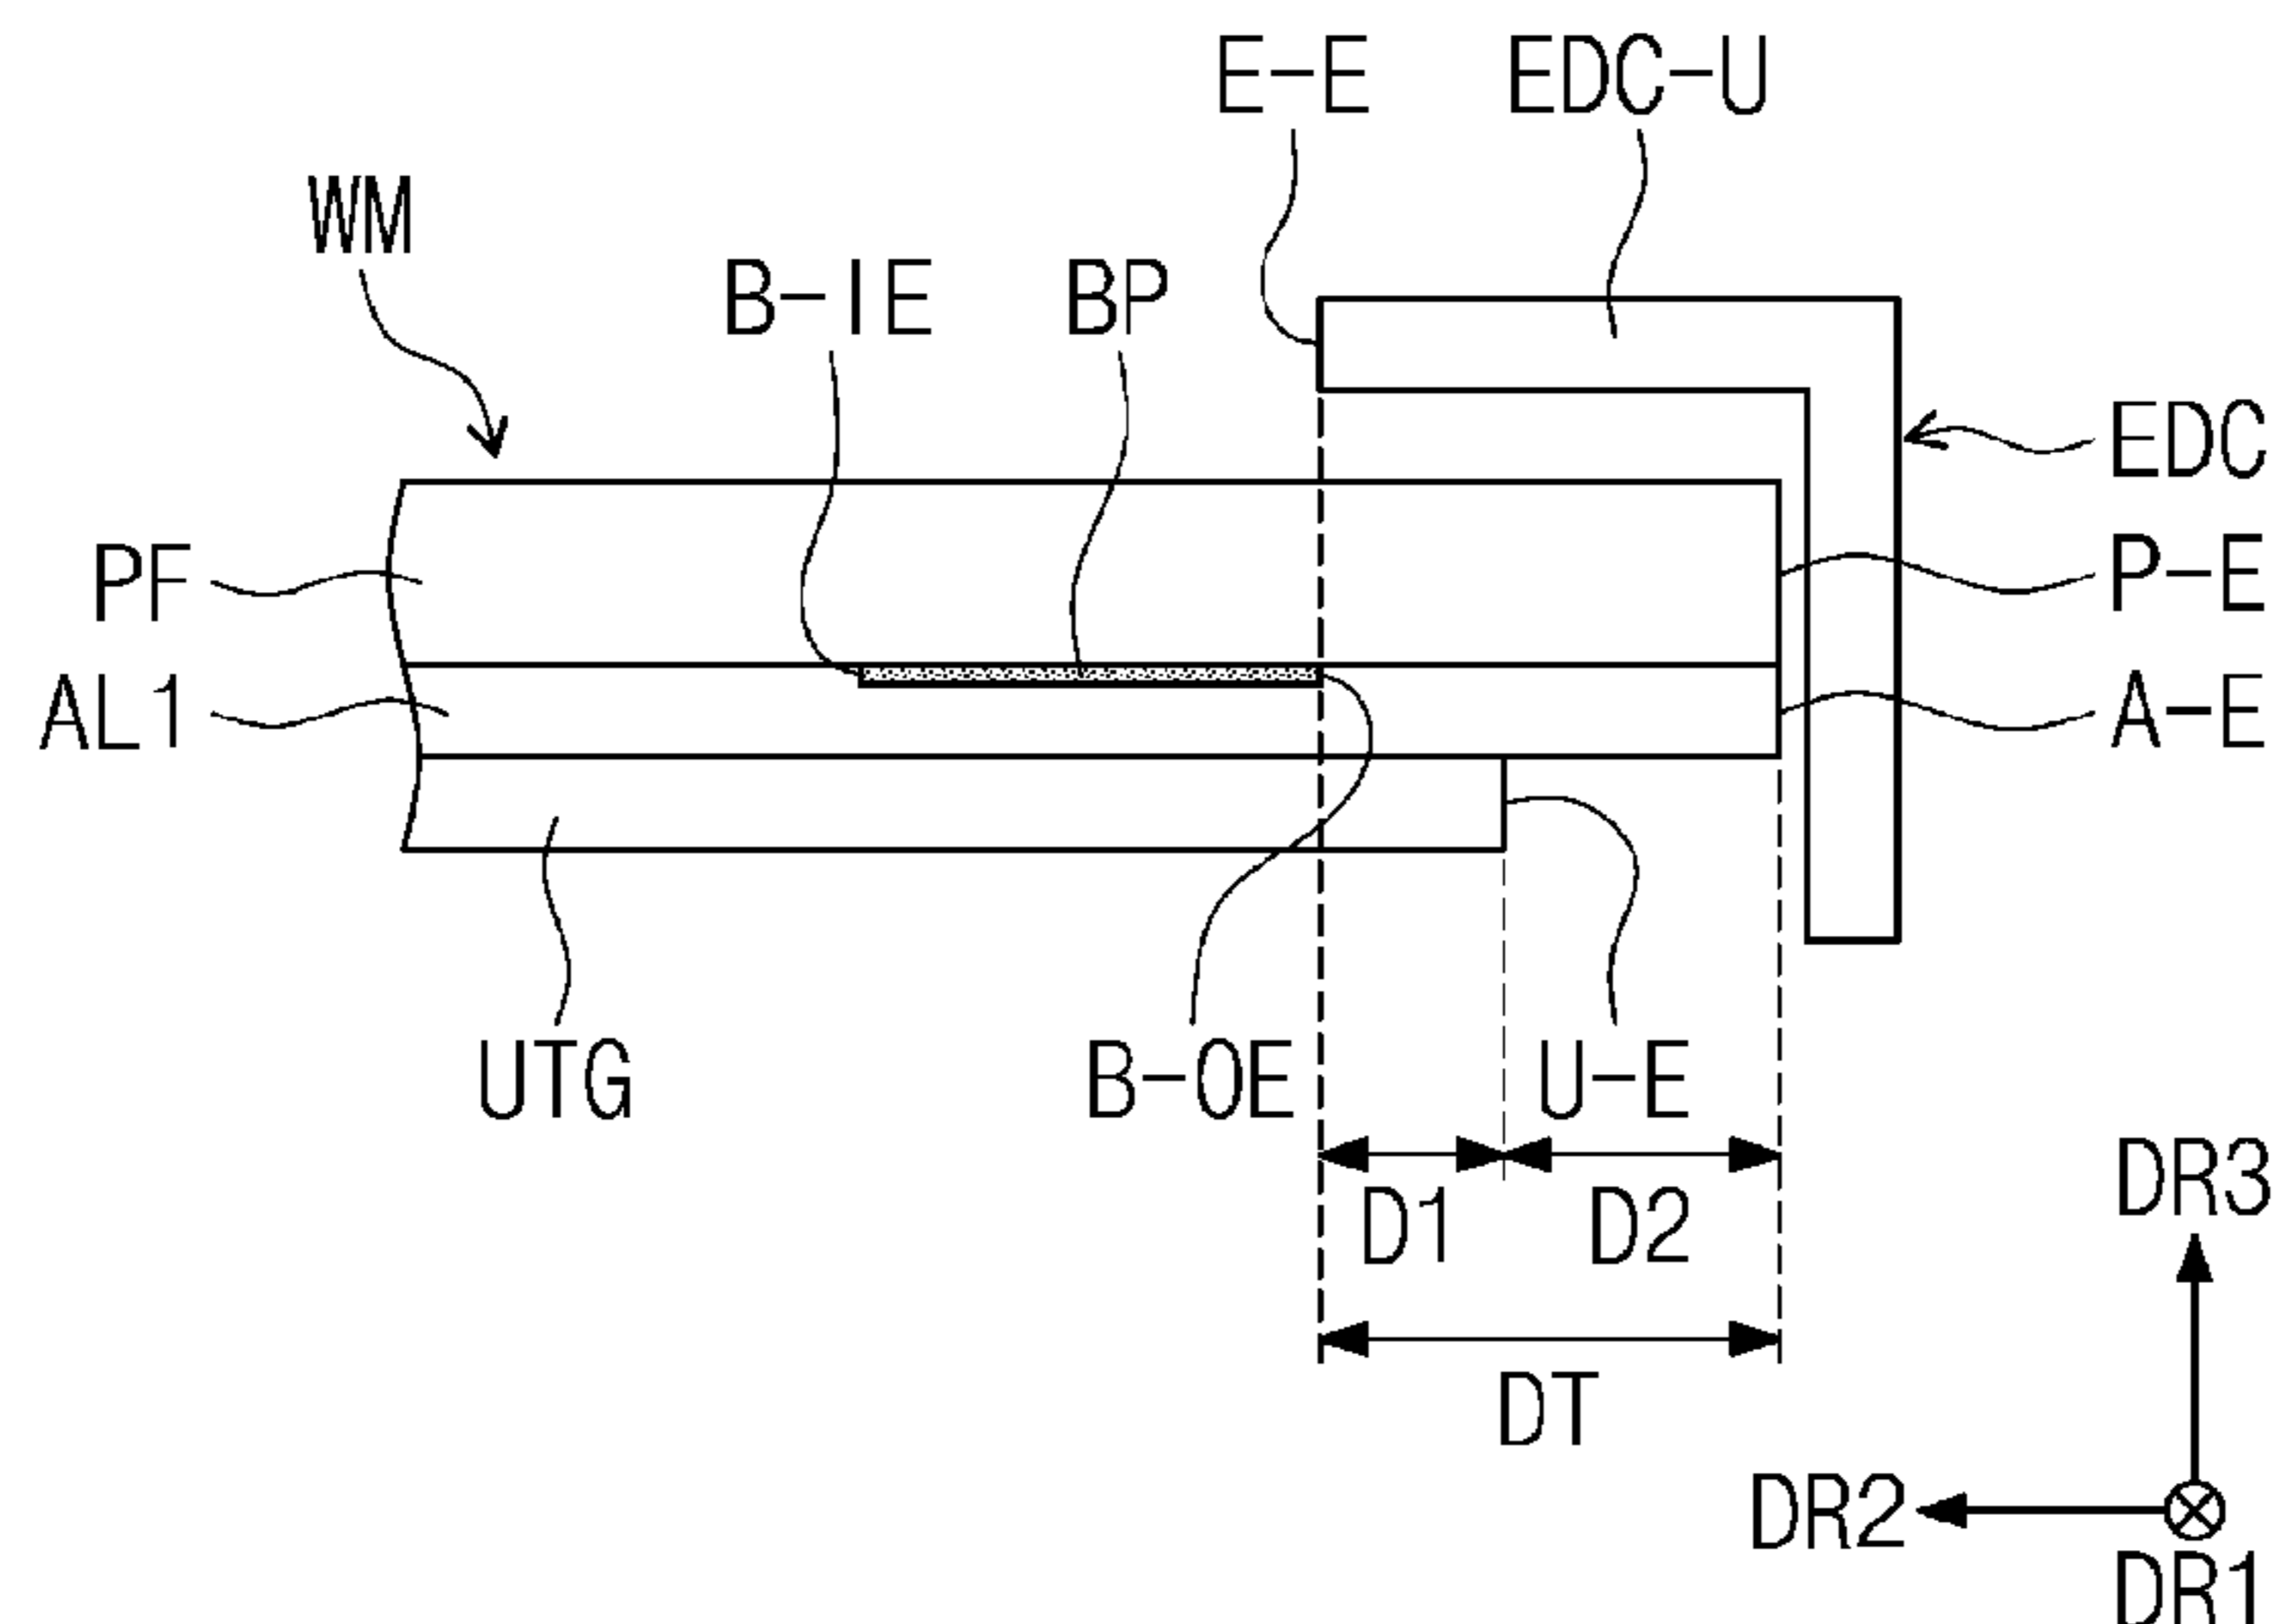 E-E EDC-U
WM
B-IE BP
EDC
PF P-E
AL1 A-E
UTG B-OE U-E
D1 D2
DR3
DT
DR2
DR1